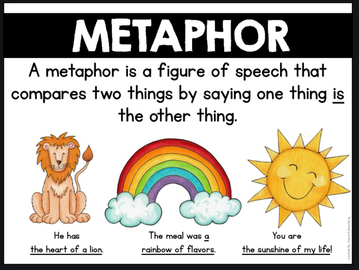 METAPHOR
A metaphor is a figure of speech that
compares two things by saying one thing is
the other thing.
He has
the heart of a lion.
The meal was a
rainbow of flavors.
You are
the sunshine of my life!